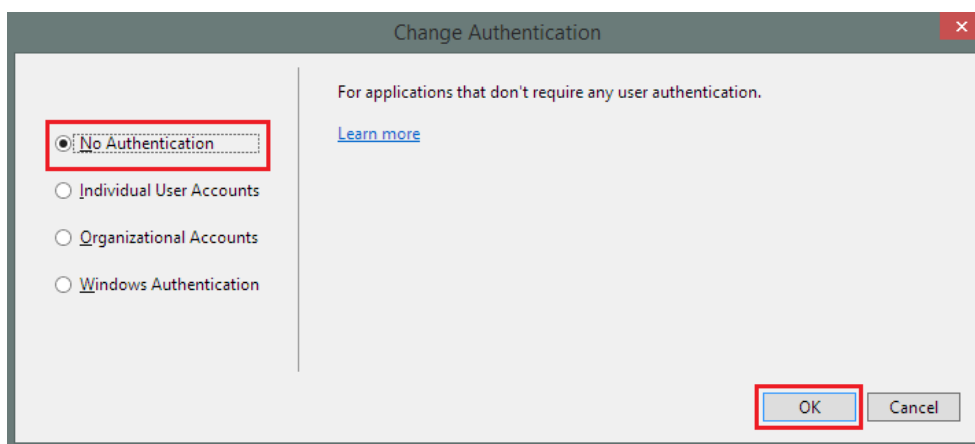 Change Authentication
For applications that don't require any user authentication.
Learn more
No Authentication
Individual User Accounts
Organizational Accounts
Windows Authentication
OK
Cancel